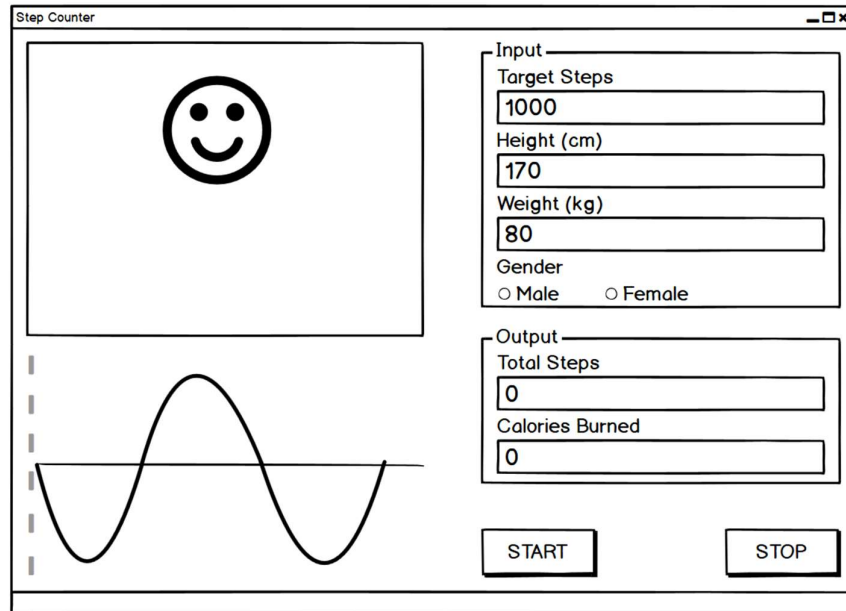 Step Counter
Input
Target Steps
1000
Height (cm)
170
Weight (kg)
80
Gender
Male Female
Output
Total Steps
0
Calories Burned
0
START STOP